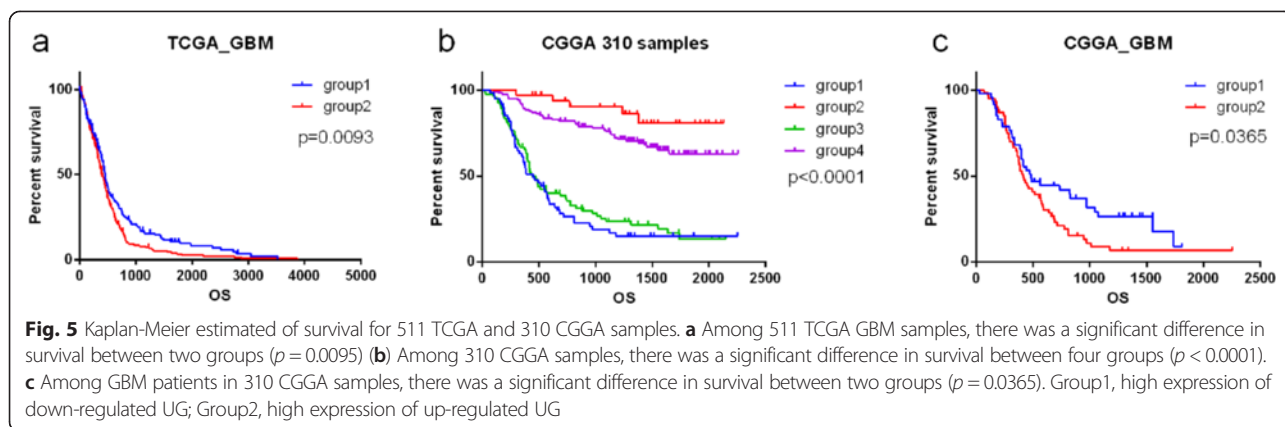 a
TCGA_GBM
Percent survival
100
50
0
0 1000 2000 3000 4000 5000
OS
group1
group2
p=0.0093
b
CGGA 310 samples
Percent survival
100
50
0
0 500 1000 1500 2000 2500
OS
group1
group2
group3
group4
p<0.0001
c
CGGA_GBM
Percent survival
100
50
0
0 500 1000 1500 2000 2500
OS
group1
group2
p=0.0365
Fig. 5 Kaplan-Meier estimated of survival for 511 TCGA and 310 CGGA samples. a Among 511 TCGA GBM samples, there was a significant difference in
survival between two groups (p = 0.0095) (b) Among 310 CGGA samples, there was a significant difference in survival between four groups (p < 0.0001).
c Among GBM patients in 310 CGGA samples, there was a significant difference in survival between two groups (p = 0.0365). Group1, high expression of
down-regulated UG; Group2, high expression of up-regulated UG